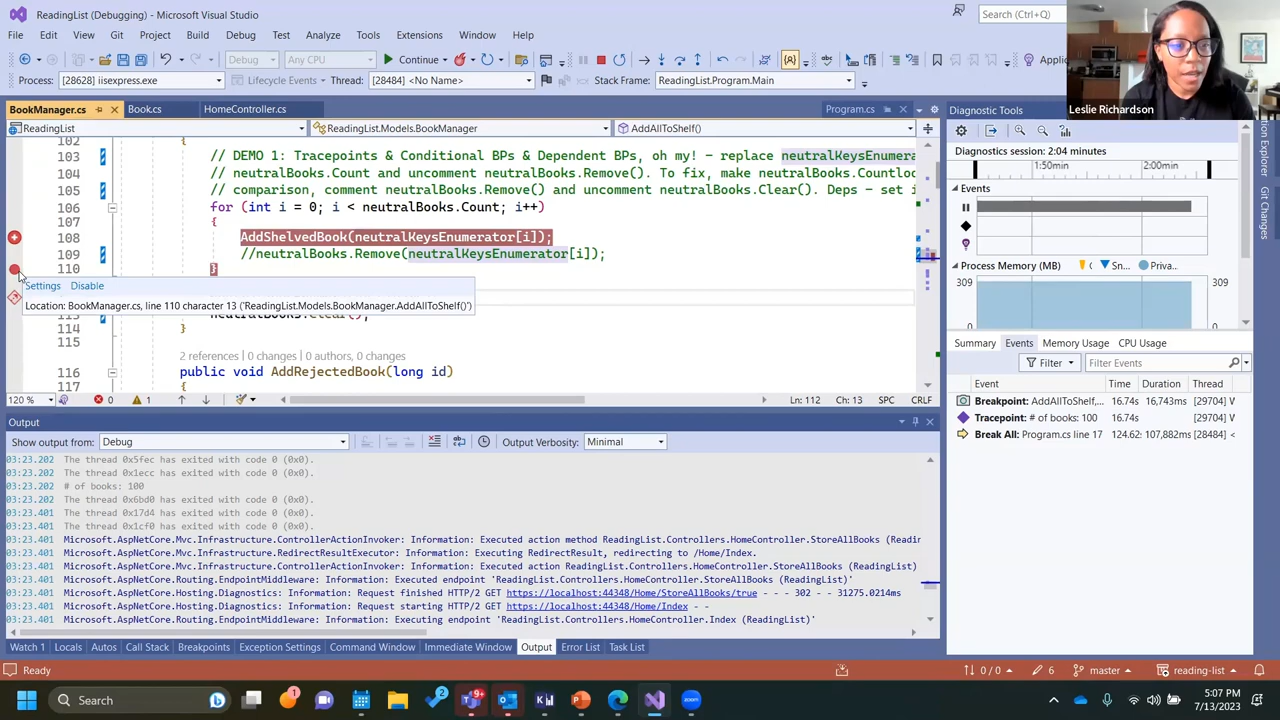 ReadingList (Debugging) - Microsoft Visual Studio
Search (Ctrl+Q)
File Edit View Git Project Build Debug Test Analyze Tools Extensions Window Help
Debug Any CPU Continue
Process: [28628] iisexpress.exe Lifecycle Events Thread: [28484] <No Name> Stack Frame: ReadingList.Program.Main
Leslie Richardson
BookManager.cs Book.cs HomeController.cs Program.cs
ReadingList ReadingList.Models.BookManager AddAllToShelf()
102 {
103 // DEMO 1: Tracepoints & Conditional BPs & Dependent BPs, oh my! – replace neutralKeysEnumera
104 // neutralBooks.Count and uncomment neutralBooks.Remove(). To fix, make neutralBooks.Countloc
105 // comparison, comment neutralBooks.Remove() and uncomment neutralBooks.Clear(). Deps – set i
106 for (int i = 0; i < neutralBooks.Count; i++)
107 {
108 AddShelvedBook(neutralKeysEnumerator[i]);
109 //neutralBooks.Remove(neutralKeysEnumerator[i]);
110 }
Settings Disable
Location: BookManager.cs, line 110 character 13 ('ReadingList.Models.BookManager.AddAllToShelf()')
neutralBooks.Clear();
114 }
115
2 references | 0 changes | 0 authors, 0 changes
116 public void AddRejectedBook(long id)
117 {
120 % 0 1 Ln: 112 Ch: 13 SPC CRLF
Output
Show output from: Debug Output Verbosity: Minimal
03:23.202 The thread 0x5fec has exited with code 0 (0x0).
03:23.202 The thread 0x1ecc has exited with code 0 (0x0).
03:23.202 # of books: 100
03:23.202 The thread 0x6bd0 has exited with code 0 (0x0).
03:23.401 The thread 0x17d4 has exited with code 0 (0x0).
03:23.401 The thread 0x1cf0 has exited with code 0 (0x0).
03:23.401 Microsoft.AspNetCore.Mvc.Infrastructure.ControllerActionInvoker: Information: Executed action method ReadingList.Controllers.HomeController.StoreAllBooks (Readin
03:23.401 Microsoft.AspNetCore.Mvc.Infrastructure.RedirectResultExecutor: Information: Executing RedirectResult, redirecting to /Home/Index.
03:23.401 Microsoft.AspNetCore.Mvc.Infrastructure.ControllerActionInvoker: Information: Executed action ReadingList.Controllers.HomeController.StoreAllBooks (ReadingList)
03:23.401 Microsoft.AspNetCore.Routing.EndpointMiddleware: Information: Executed endpoint 'ReadingList.Controllers.HomeController.StoreAllBooks (ReadingList)'
03:23.401 Microsoft.AspNetCore.Hosting.Diagnostics: Information: Request finished HTTP/2 GET https://localhost:44348/Home/StoreAllBooks/true - - - 302 - - 31275.0214ms
03:23.401 Microsoft.AspNetCore.Hosting.Diagnostics: Information: Request starting HTTP/2 GET https://localhost:44348/Home/Index - -
03:23.401 Microsoft.AspNetCore.Routing.EndpointMiddleware: Information: Executing endpoint 'ReadingList.Controllers.HomeController.Index (ReadingList)'
Watch 1 Locals Autos Call Stack Breakpoints Exception Settings Command Window Immediate Window Output Error List Task List
Diagnostic Tools
Diagnostics session: 2:04 minutes
1:50min 2:00min
Events
Process Memory (MB) Sn... Priva...
309 309
0 0
Summary Events Memory Usage CPU Usage
Filter Filter Events
Event Time Duration Thread
Breakpoint: AddAllToShelf,... 16.74s 16,743ms [29704] W
Tracepoint: # of books: 100 16.74s [29704] W
Break All: Program.cs line 17 124.62: 107,882ms [28484] <
Git Changes
Ready 0 / 0 6 master reading-list
Search 1 2 9+ 5:07 PM
7/13/2023